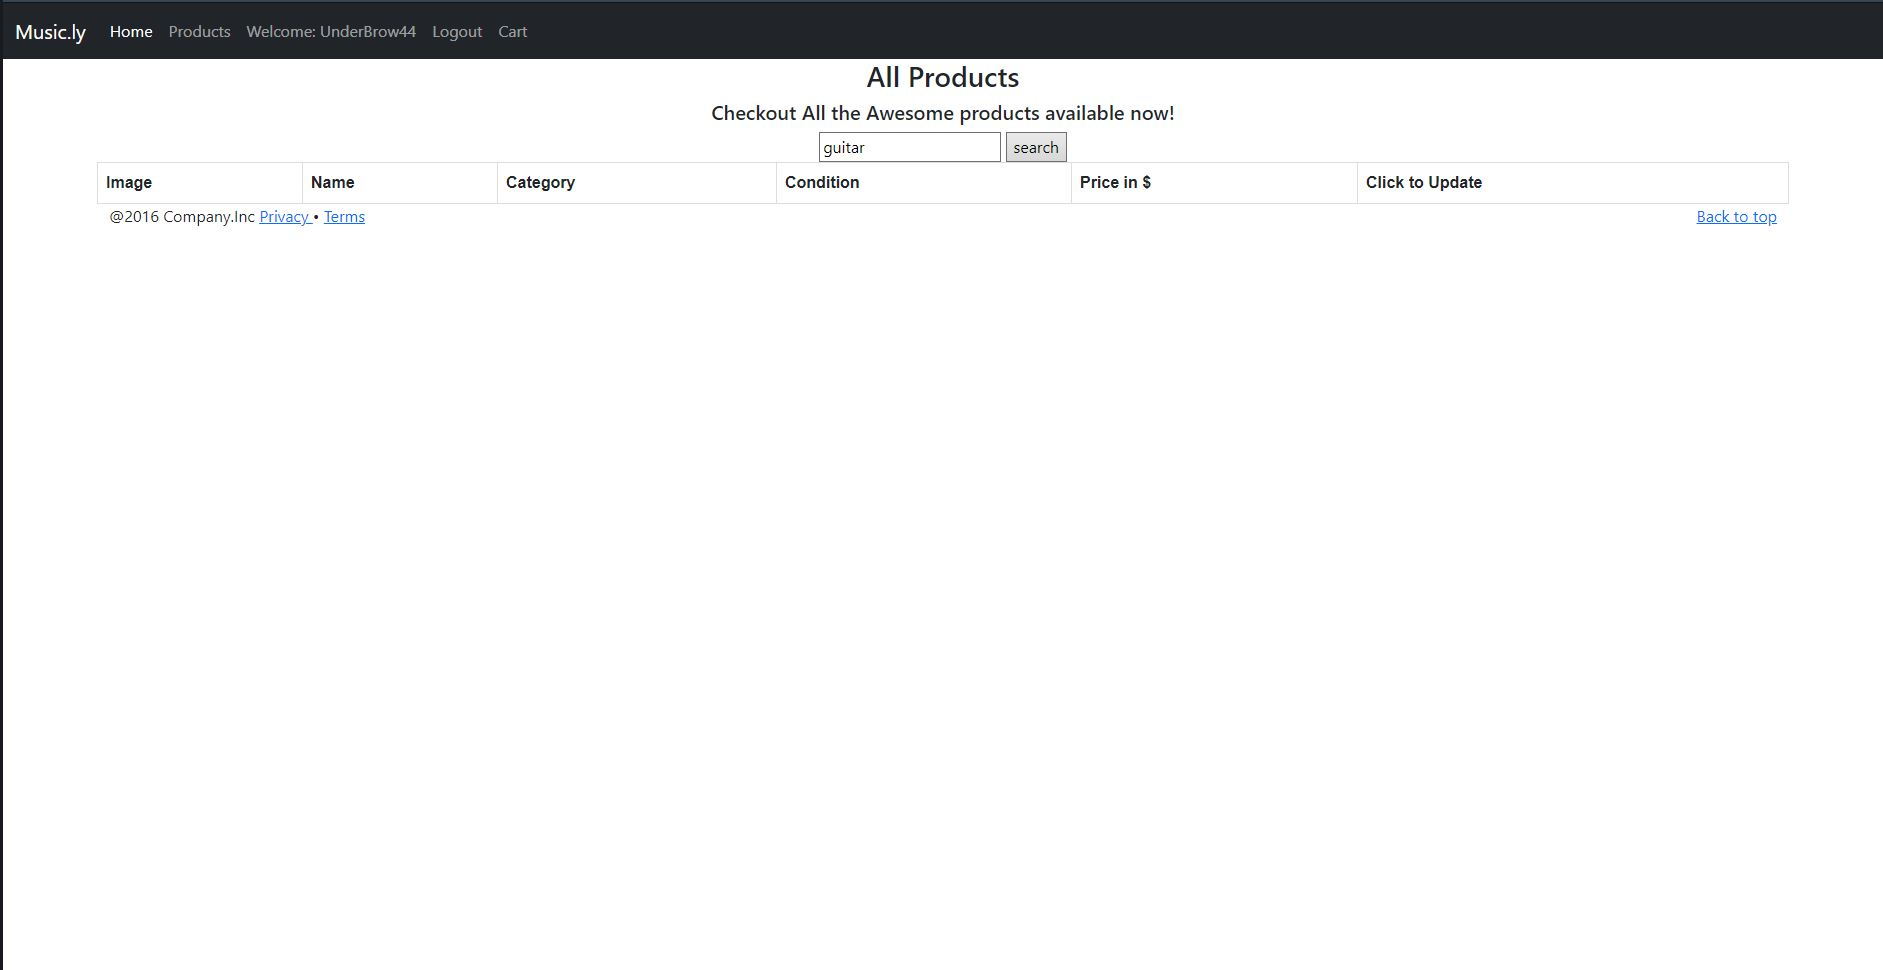 Music.ly Home Products Welcome: UnderBrow44 Logout Cart
All Products
Checkout All the Awesome products available now!
guitar search
Image Name Category Condition Price in $ Click to Update
@2016 Company.Inc Privacy • Terms Back to top